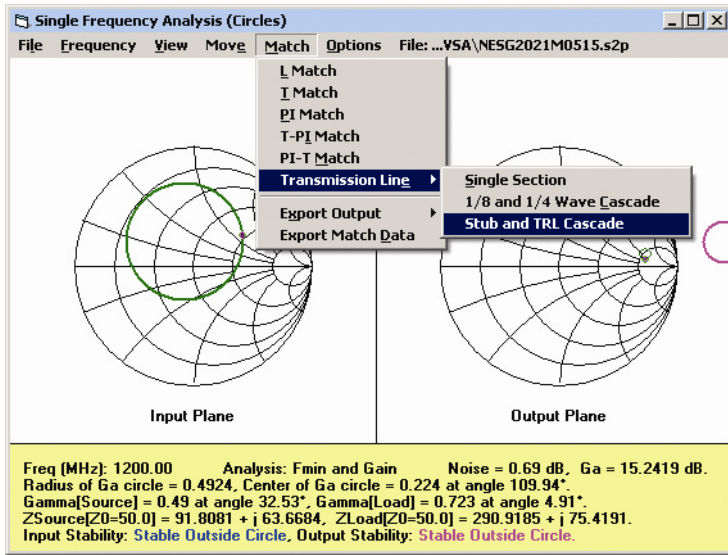 Single Frequency Analysis (Circles)
File Frequency View Move Match Options File: ...VSA\NESG2021M0515.s2p
L Match
T Match
PI Match
T-PI Match
PI-T Match
Transmission Line
Export Output
Export Match Data
Single Section
1/8 and 1/4 Wave Cascade
Stub and TRL Cascade
Input Plane
Output Plane
Freq (MHz): 1200.00 Analysis: Fmin and Gain Noise = 0.69 dB, Ga = 15.2419 dB.
Radius of Ga circle = 0.4924, Center of Ga circle = 0.224 at angle 109.94°.
Gamma[Source] = 0.49 at angle 32.53°, Gamma[Load] = 0.723 at angle 4.91°.
ZSource[Z0=50.0] = 91.8081 + j 63.6684, ZLoad[Z0=50.0] = 290.9185 + j 75.4191.
Input Stability: Stable Outside Circle, Output Stability: Stable Outside Circle.